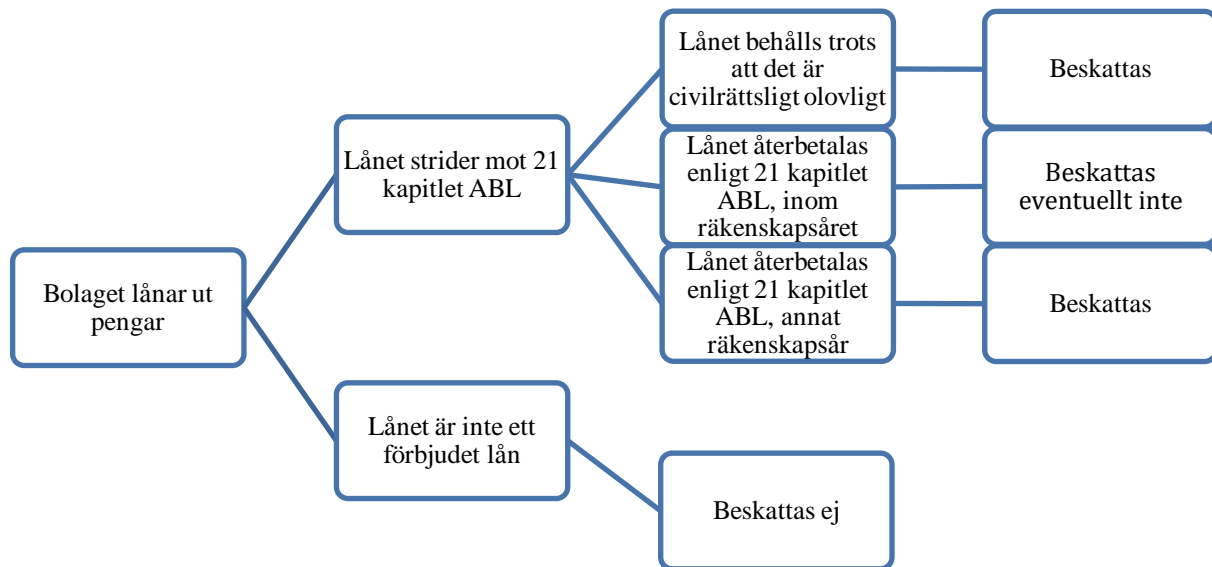 Bolaget lånar ut
pengar
Lånet strider mot 21
kapitlet ABL
Lånet behålls trots
att det är
civilrättsligt olovligt
Beskattas
Lånet återbetalas
enligt 21 kapitlet
ABL, inom
räkenskapsåret
Beskattas
eventuellt inte
Lånet återbetalas
enligt 21 kapitlet
ABL, annat
räkenskapsår
Beskattas
Lånet är inte ett
förbjudet lån
Beskattas ej